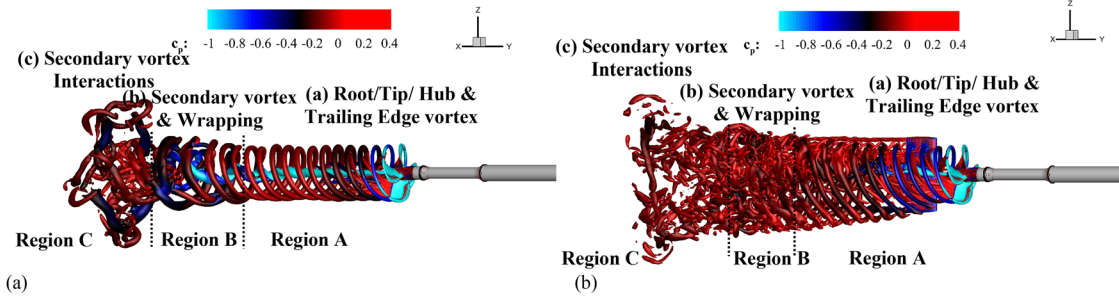 cp:
-1 -0.8 -0.6 -0.4 -0.2 0 0.2 0.4
Z
X Y
(c) Secondary vortex
Interactions
(b) Secondary vortex
& Wrapping
(a) Root/Tip/ Hub &
Trailing Edge vortex
Region C
Region B
Region A
(a)
cp:
-1 -0.8 -0.6 -0.4 -0.2 0 0.2 0.4
Z
X Y
(c) Secondary vortex
Interactions
(b) Secondary vortex
& Wrapping
(a) Root/Tip/ Hub &
Trailing Edge vortex
Region C
Region B
Region A
(b)